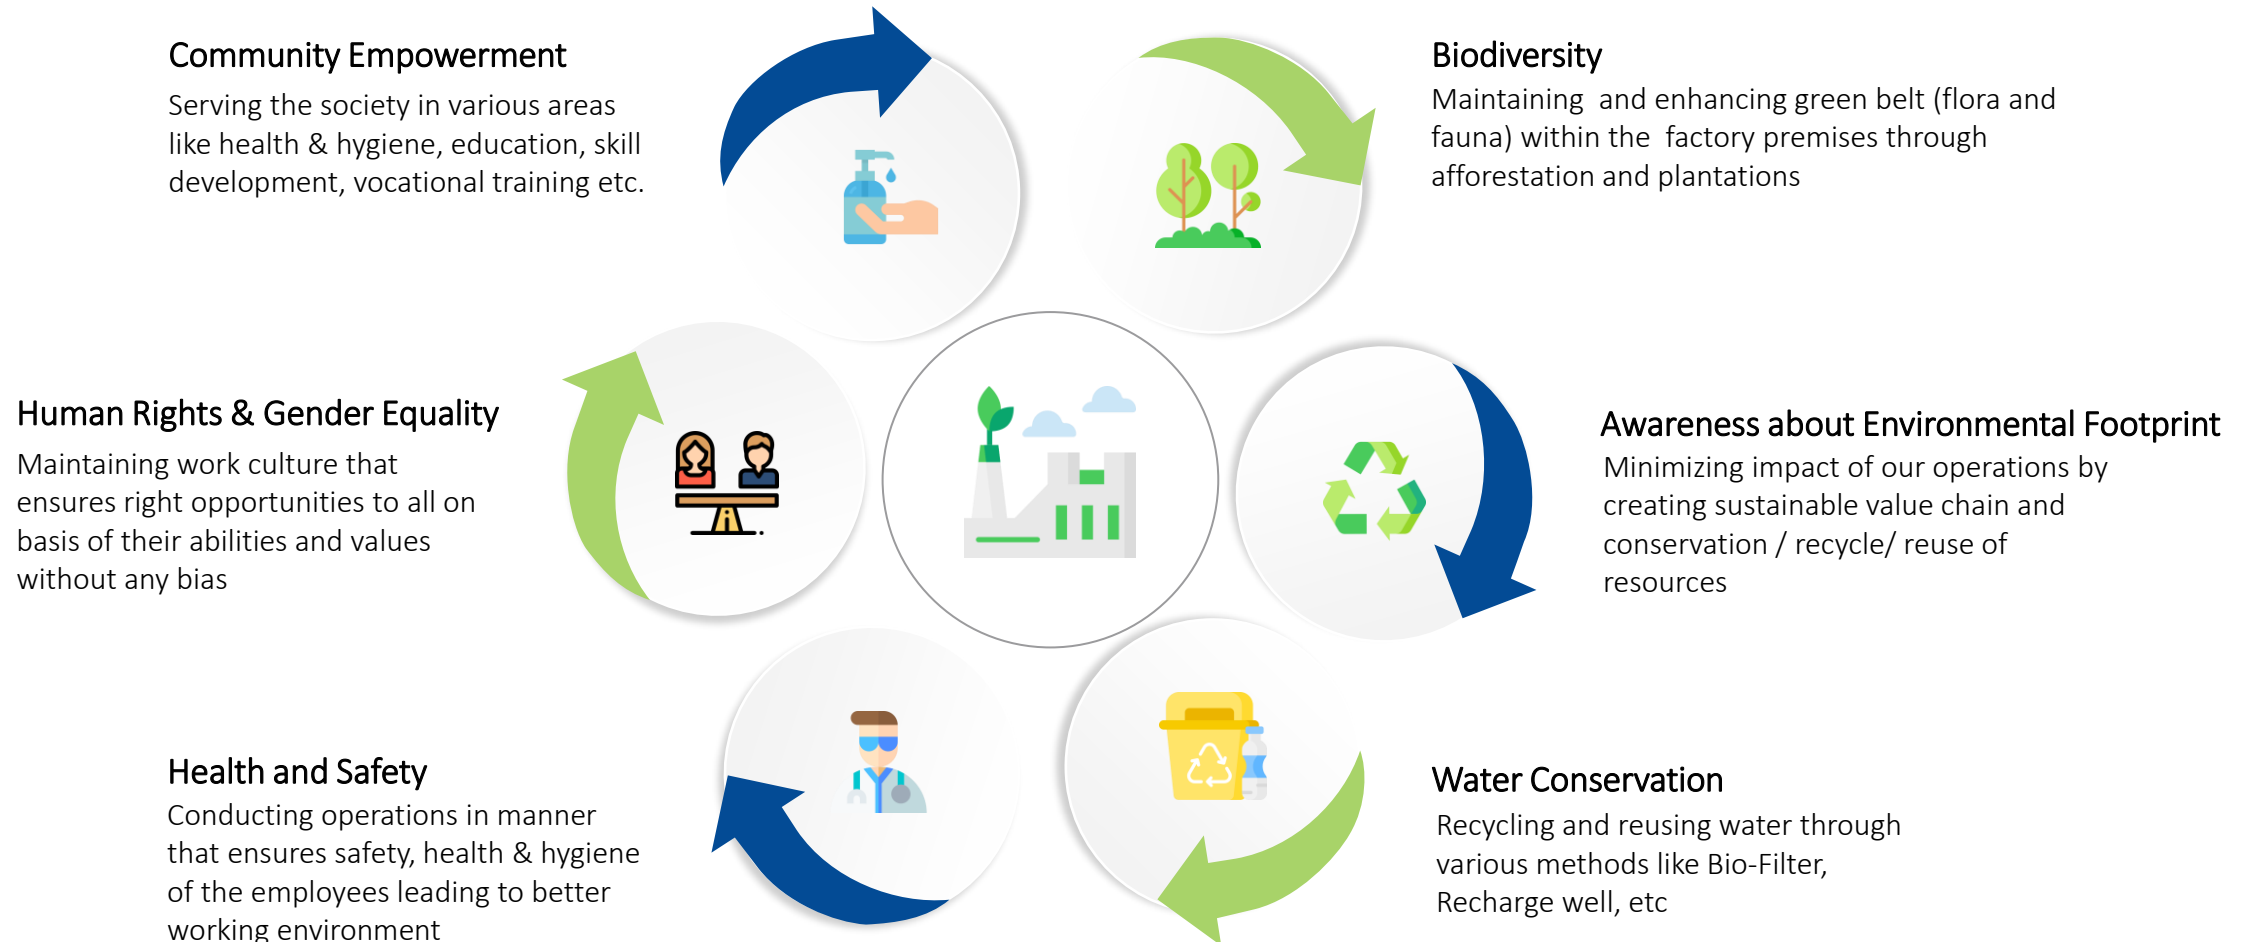 Community Empowerment
Serving the society in various areas
like health & hygiene, education, skill
development, vocational training etc.
Biodiversity
Maintaining and enhancing green belt (flora and
fauna) within the factory premises through
afforestation and plantations
Human Rights & Gender Equality
Maintaining work culture that
ensures right opportunities to all on
basis of their abilities and values
without any bias
Awareness about Environmental Footprint
Minimizing impact of our operations by
creating sustainable value chain and
conservation / recycle/ reuse of
resources
Health and Safety
Conducting operations in manner
that ensures safety, health & hygiene
of the employees leading to better
working environment
Water Conservation
Recycling and reusing water through
various methods like Bio-Filter,
Recharge well, etc